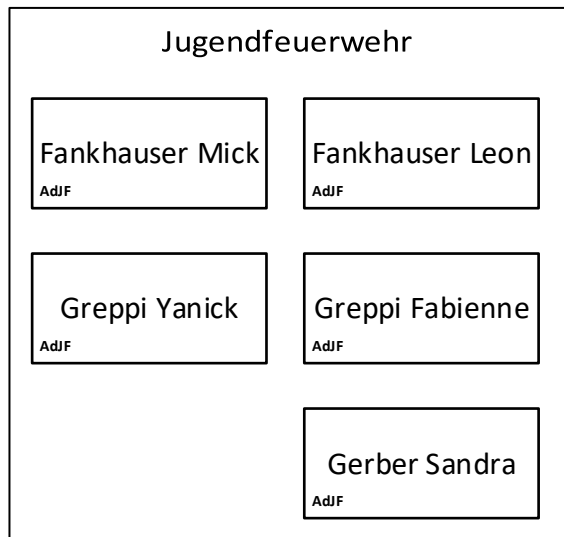 Jugendfeuerwehr
Fankhauser Mick
AdJF
Fankhauser Leon
AdJF
Greppi Yanick
AdJF
Greppi Fabienne
AdJF
Gerber Sandra
AdJF